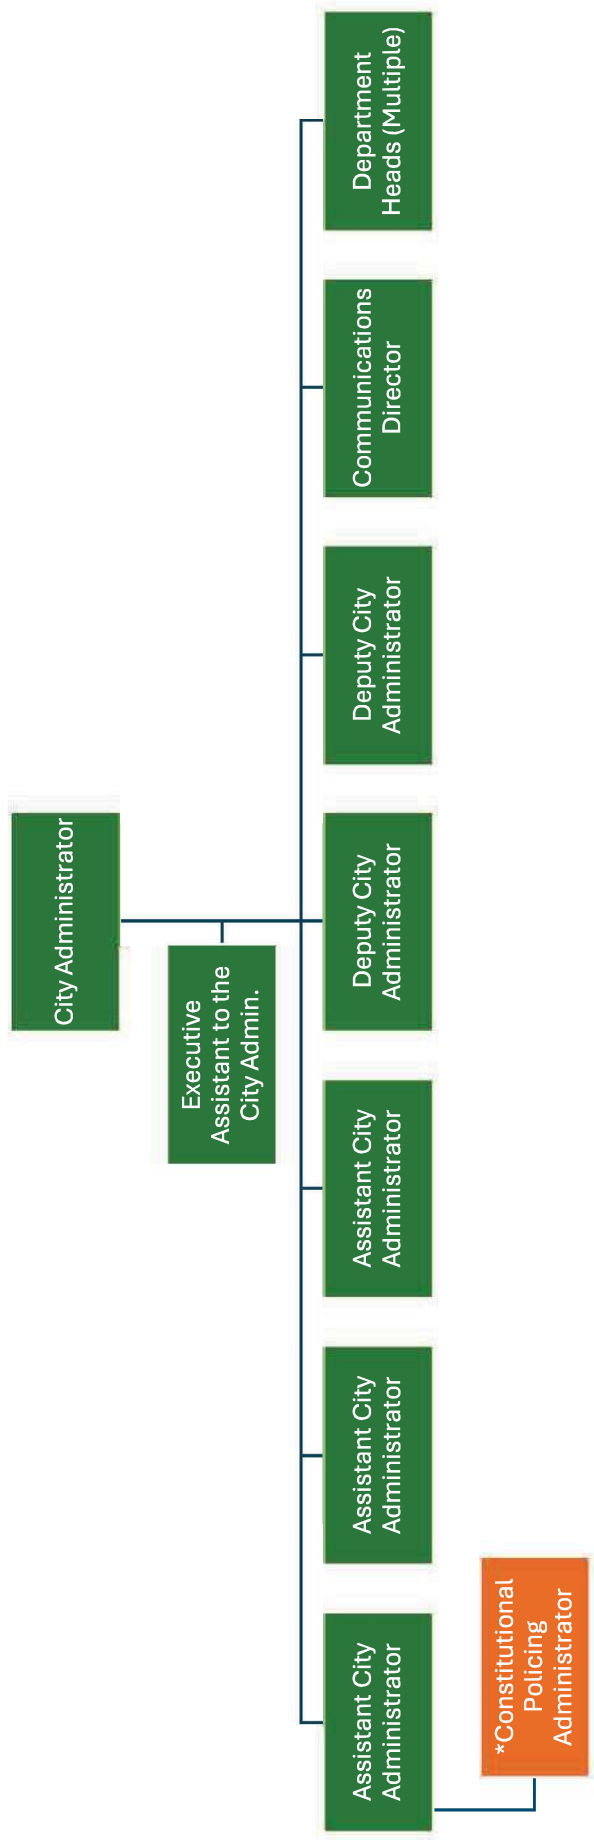 City Administrator
Executive
Assistant to the
City Admin.
Assistant City
Administrator
Assistant City
Administrator
Assistant City
Administrator
Deputy City
Administrator
Deputy City
Administrator
Communications
Director
Department
Heads (Multiple)
*Constitutional
Policing
Administrator